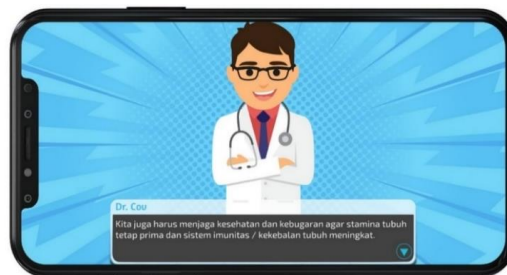 Dr. Cov
Kita juga harus menjaga kesehatan dan kebugaran agar stamina tubuh
tetap prima dan sistem imunitas / kekebalan tubuh meningkat.